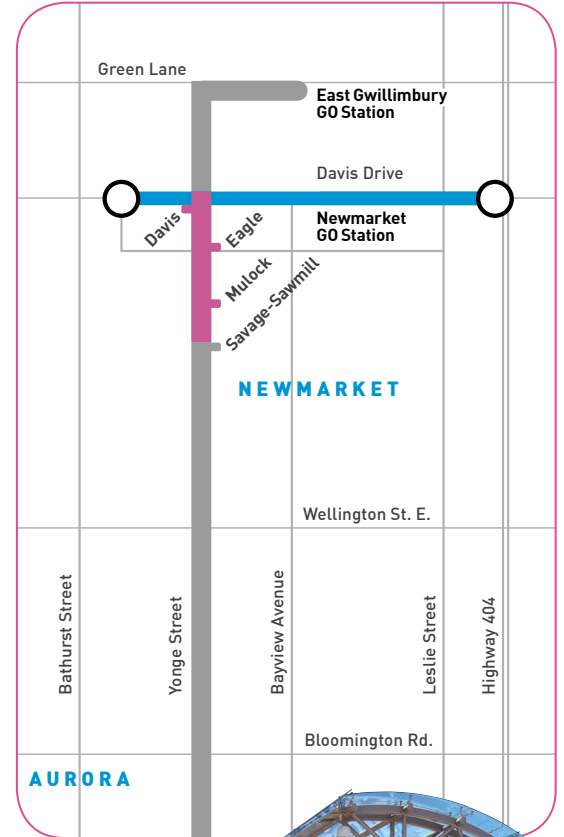 Green Lane
East Gwillimbury
GO Station
Davis Drive
Davis
Eagle
Newmarket
GO Station
Mulock
Savage-Sawmill
NEWMARKET
Wellington St. E.
Bathurst Street
Yonge Street
Bayview Avenue
Leslie Street
Highway 404
Bloomington Rd.
AURORA